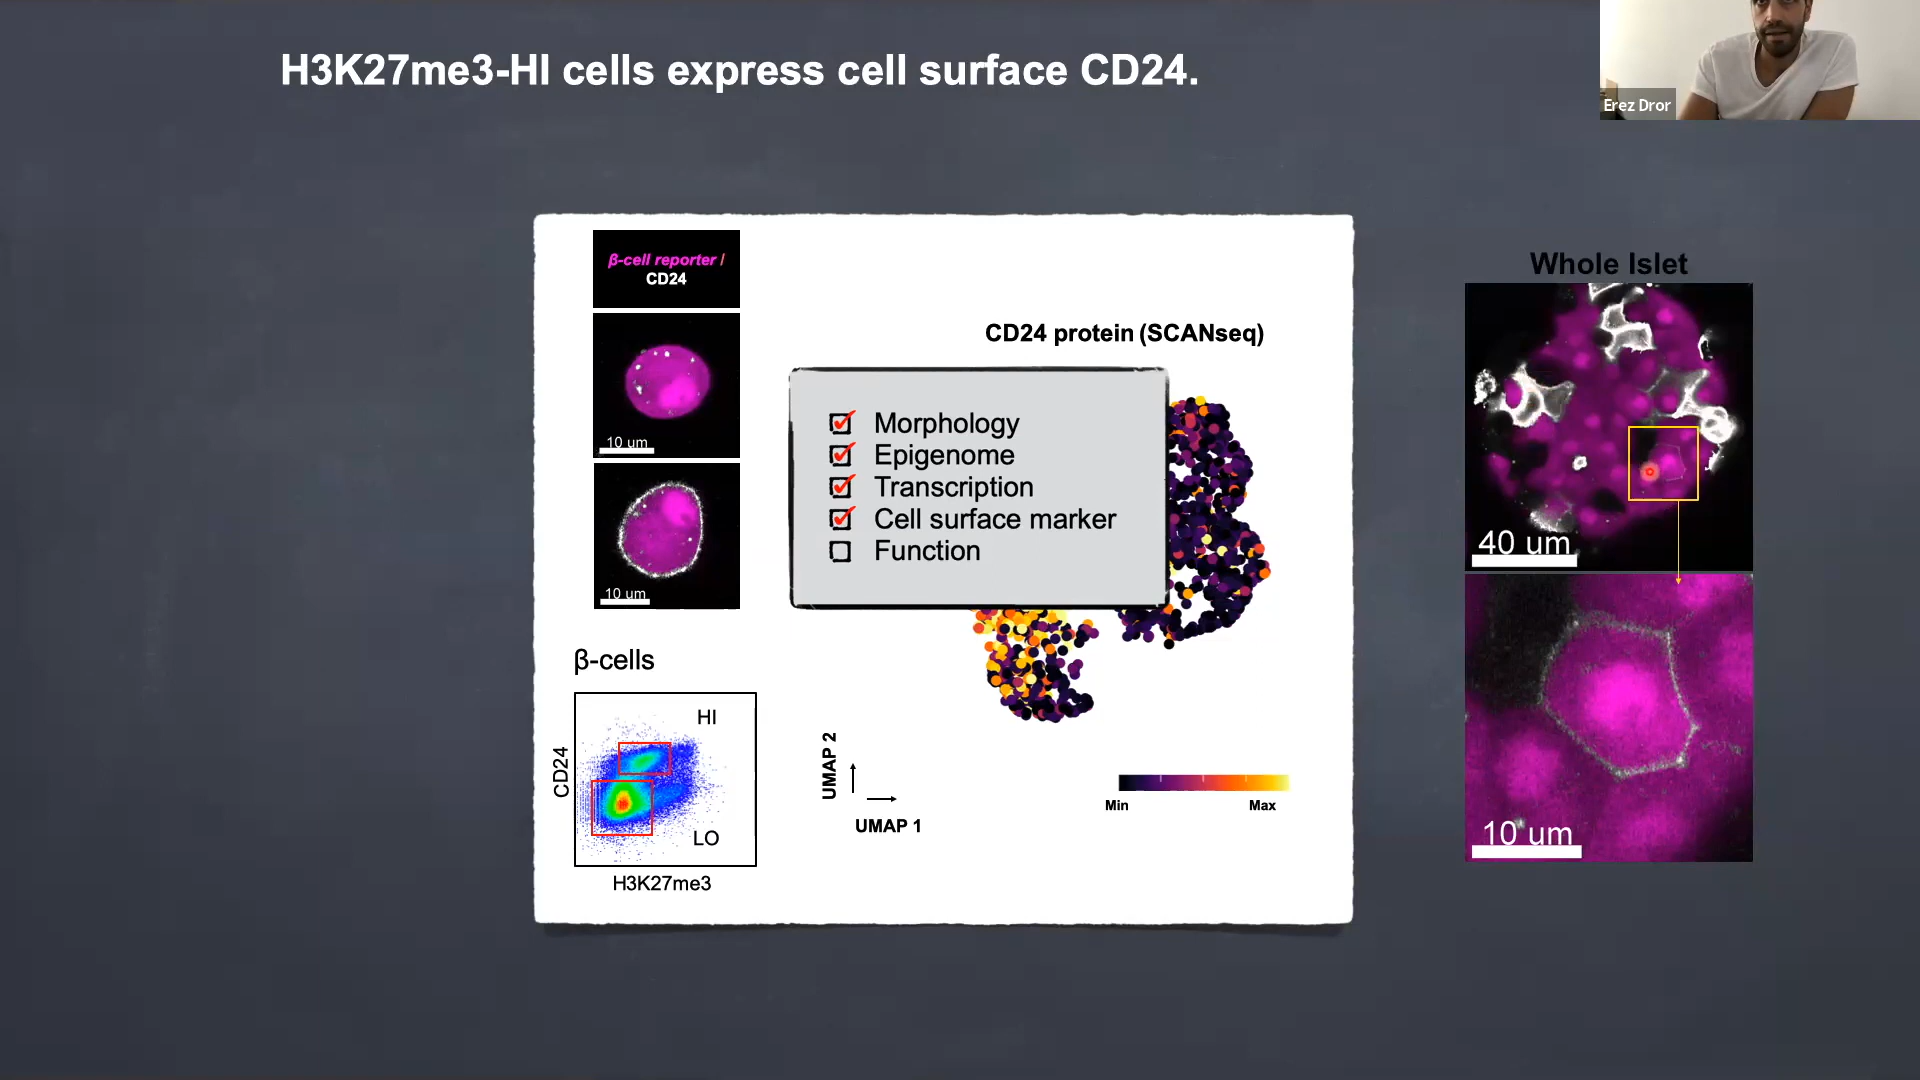 H3K27me3-HI cells express cell surface CD24.
Erez Dror
β-cell reporter /
CD24
10 um
10 um
CD24 protein (SCANseq)
Morphology
Epigenome
Transcription
Cell surface marker
Function
β-cells
HI
LO
CD24
H3K27me3
UMAP 2
UMAP 1
Min
Max
Whole Islet
40 um
10 um